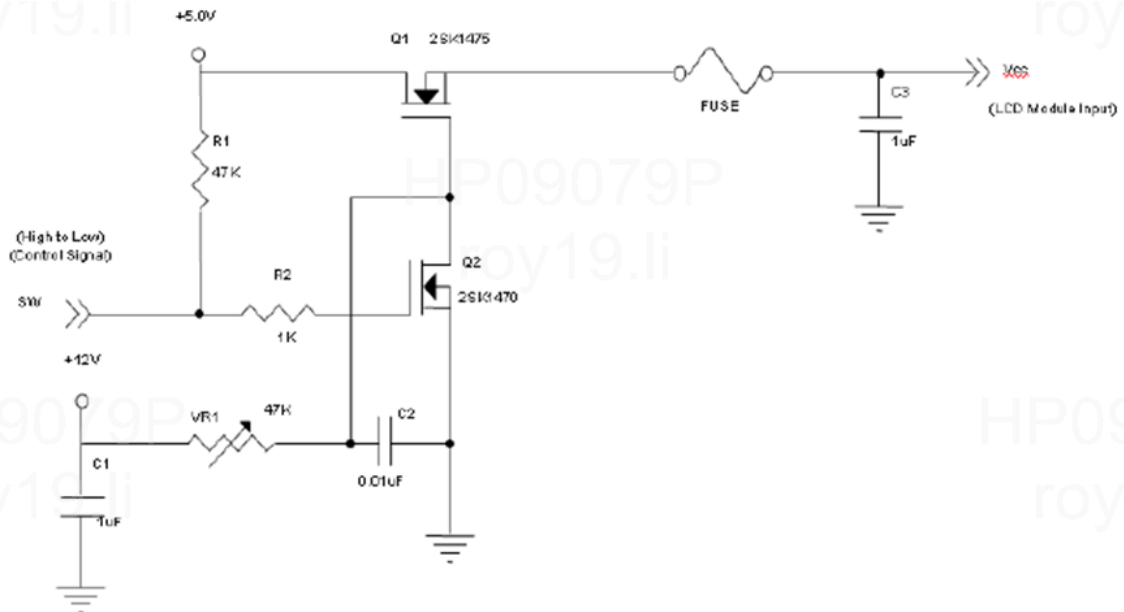 +5.0V
Q1 2SK1475
FUSE
Vcc
C3
(LCD Module Input)
1uF
R1
47K
HP09079P
roy19.li
(High to Low)
(Control Signal)
SW
R2
1K
Q2
2SK1470
+12V
VR1
47K
C2
C1
0.01uF
1uF